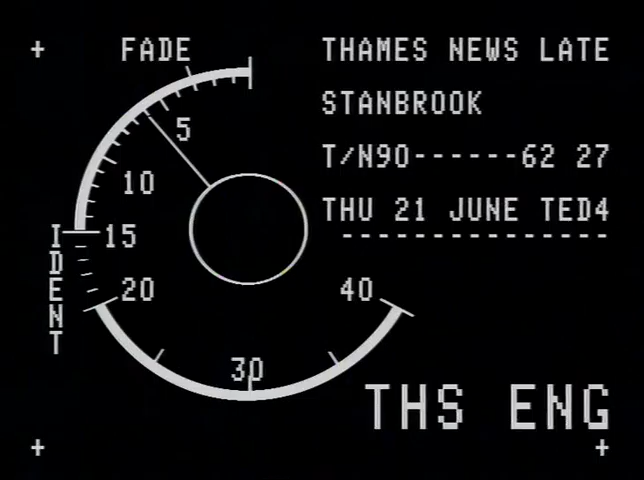 FADE
5
10
15
20
30
40
IDENT
THAMES NEWS LATE
STANBROOK
T/N90------62 27
THU 21 JUNE TED4
---------------
THS ENG